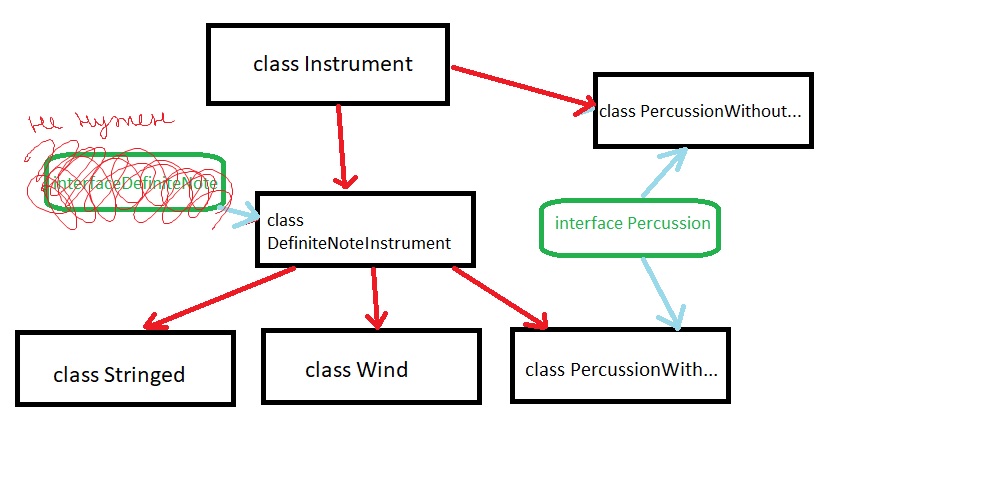 class Instrument
class PercussionWithout...
не нужен
interfaceDefiniteNote
class
DefiniteNoteInstrument
interface Percussion
class Stringed
class Wind
class PercussionWith...